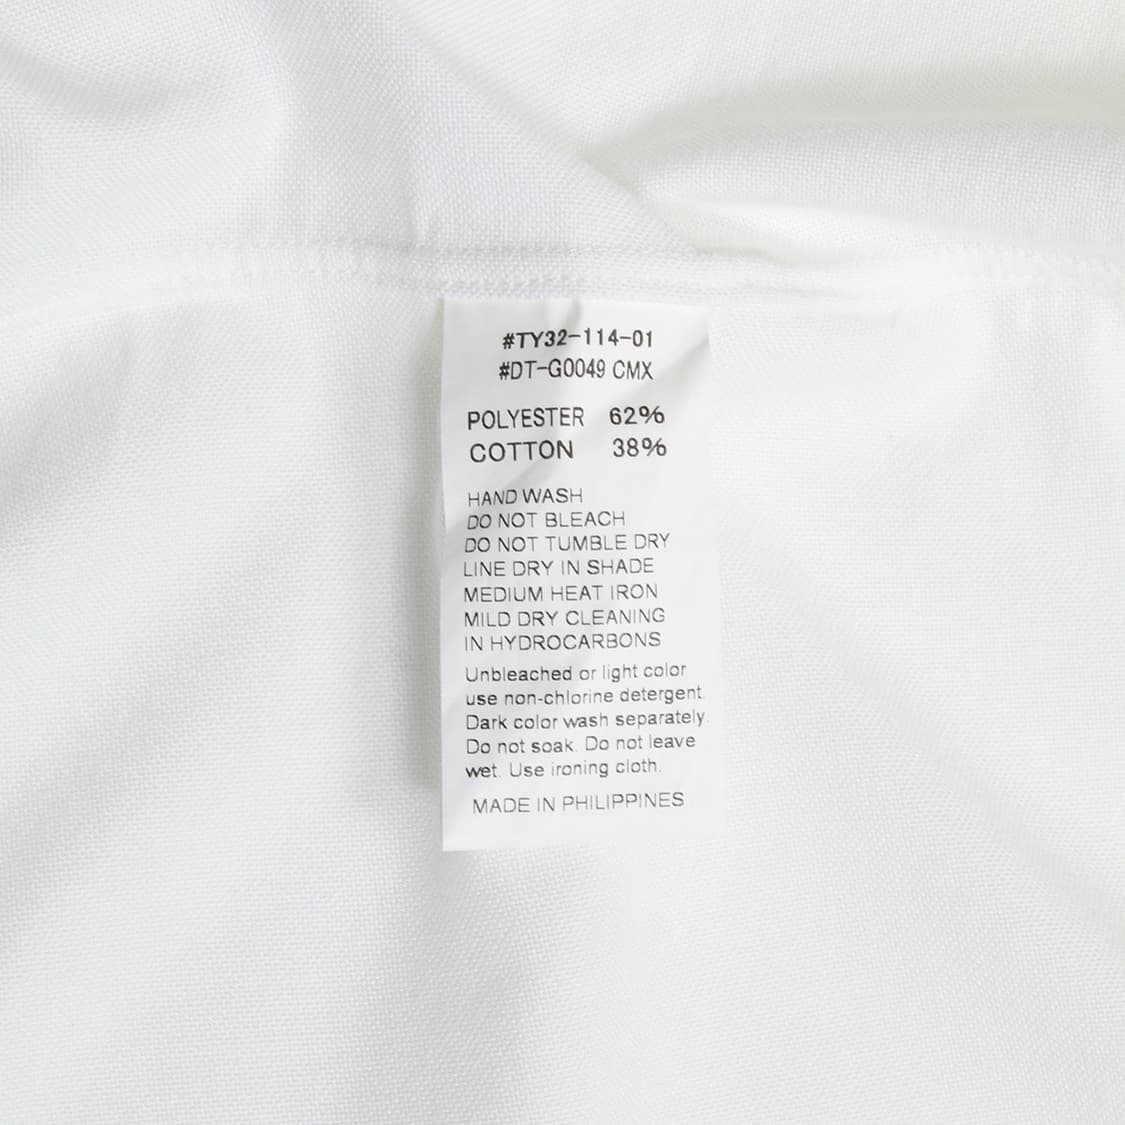 #TY32-114-01
#DT-G0049 CMX
POLYESTER 62%
COTTON 38%
HAND WASH
DO NOT BLEACH
DO NOT TUMBLE DRY
LINE DRY IN SHADE
MEDIUM HEAT IRON
MILD DRY CLEANING
IN HYDROCARBONS
Unbleached or light color
use non-chlorine detergent.
Dark color wash separately.
Do not soak. Do not leave
wet. Use ironing cloth.
MADE IN PHILIPPINES